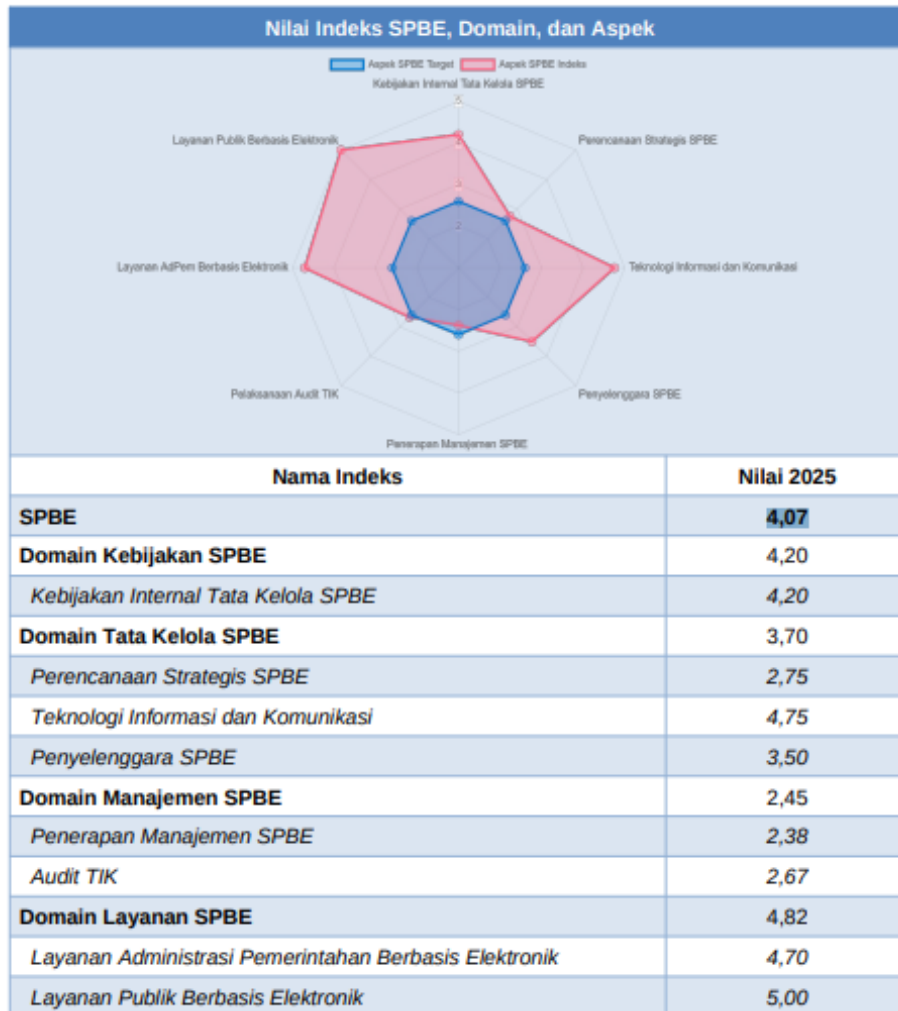 Nilai Indeks SPBE, Domain, dan Aspek
Aspek SPBE Target Aspek SPBE Indeks
Kebijakan Internal Tata Kelola SPBE
5
Layanan Publik Berbasis Elektronik
Perencanaan Strategis SPBE
4
3
2
Layanan AdPem Berbasis Elektronik
Teknologi Informasi dan Komunikasi
Pelaksanaan Audit TIK
Penyelenggara SPBE
Penerapan Manajemen SPBE
Nama Indeks Nilai 2025
SPBE 4,07
Domain Kebijakan SPBE 4,20
Kebijakan Internal Tata Kelola SPBE 4,20
Domain Tata Kelola SPBE 3,70
Perencanaan Strategis SPBE 2,75
Teknologi Informasi dan Komunikasi 4,75
Penyelenggara SPBE 3,50
Domain Manajemen SPBE 2,45
Penerapan Manajemen SPBE 2,38
Audit TIK 2,67
Domain Layanan SPBE 4,82
Layanan Administrasi Pemerintahan Berbasis Elektronik 4,70
Layanan Publik Berbasis Elektronik 5,00